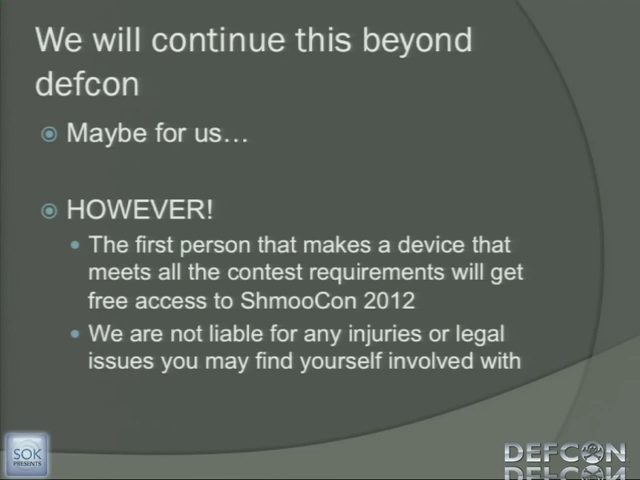 We will continue this beyond
defcon
Maybe for us…
HOWEVER!
The first person that makes a device that
meets all the contest requirements will get
free access to ShmooCon 2012
We are not liable for any injuries or legal
issues you may find yourself involved with
SOK
PRESENTS
DEFCON